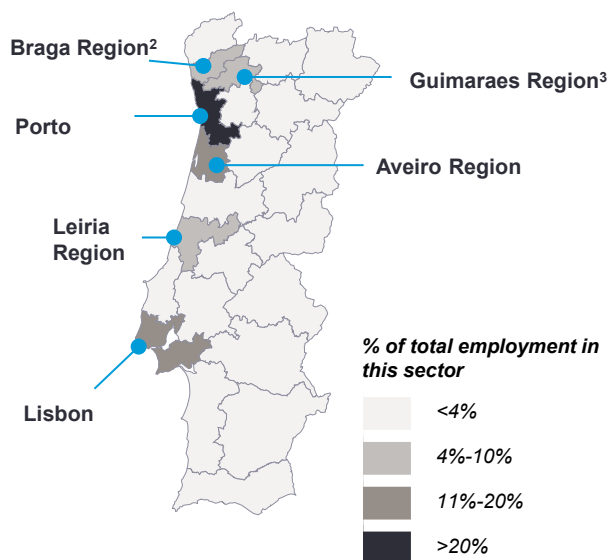 Braga Region²
Guimaraes Region³
Porto
Aveiro Region
Leiria
Region
Lisbon
% of total employment in
this sector
<4%
4%-10%
11%-20%
>20%